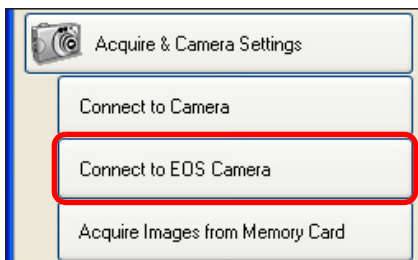 Acquire & Camera Settings
Connect to Camera
Connect to EOS Camera
Acquire Images from Memory Card